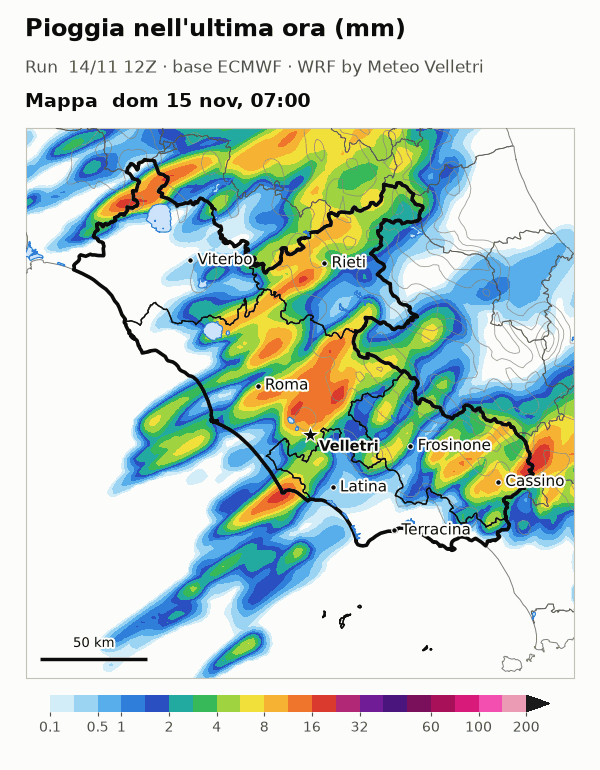 Pioggia nell'ultima ora (mm)
Run  14/11 12Z · base ECMWF · WRF by Meteo Velletri
Mappa  dom 15 nov, 07:00
Viterbo
Rieti
Roma
Velletri
Frosinone
Cassino
Latina
Terracina
50 km
0.1 0.5 1 2 4 8 16 32 60 100 200